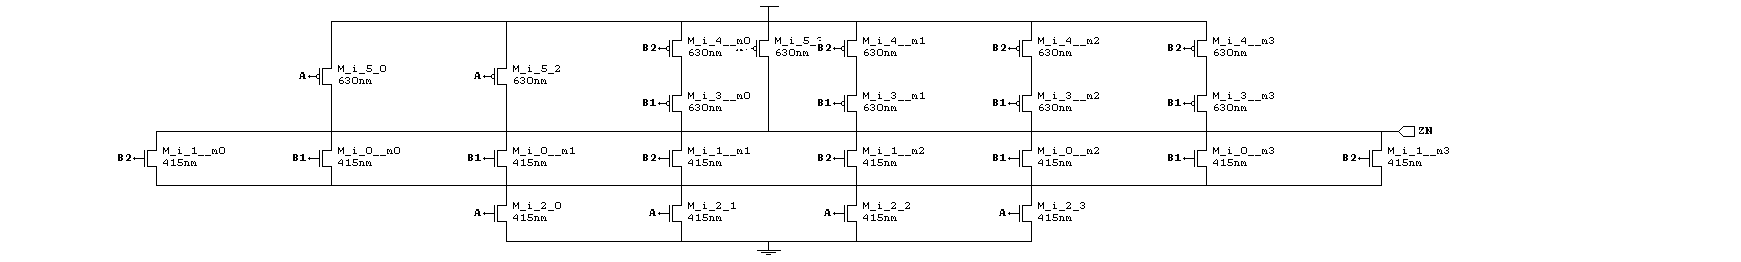 B2 M_i_4__m0 M_i_5_ B2 M_i_4__m1 B2 M_i_4__m2 B2 M_i_4__m3
630nm 630nm 630nm 630nm 630nm
A M_i_5_0 A M_i_5_2
630nm 630nm
B1 M_i_3__m0 B1 M_i_3__m1 B1 M_i_3__m2 B1 M_i_3__m3
630nm 630nm 630nm 630nm
ZN
B2 M_i_1__m0 B1 M_i_0__m0 B1 M_i_0__m1 B2 M_i_1__m1 B2 M_i_1__m2 B1 M_i_0__m2 B1 M_i_0__m3 B2 M_i_1__m3
415nm 415nm 415nm 415nm 415nm 415nm 415nm 415nm
A M_i_2_0 A M_i_2_1 A M_i_2_2 A M_i_2_3
415nm 415nm 415nm 415nm